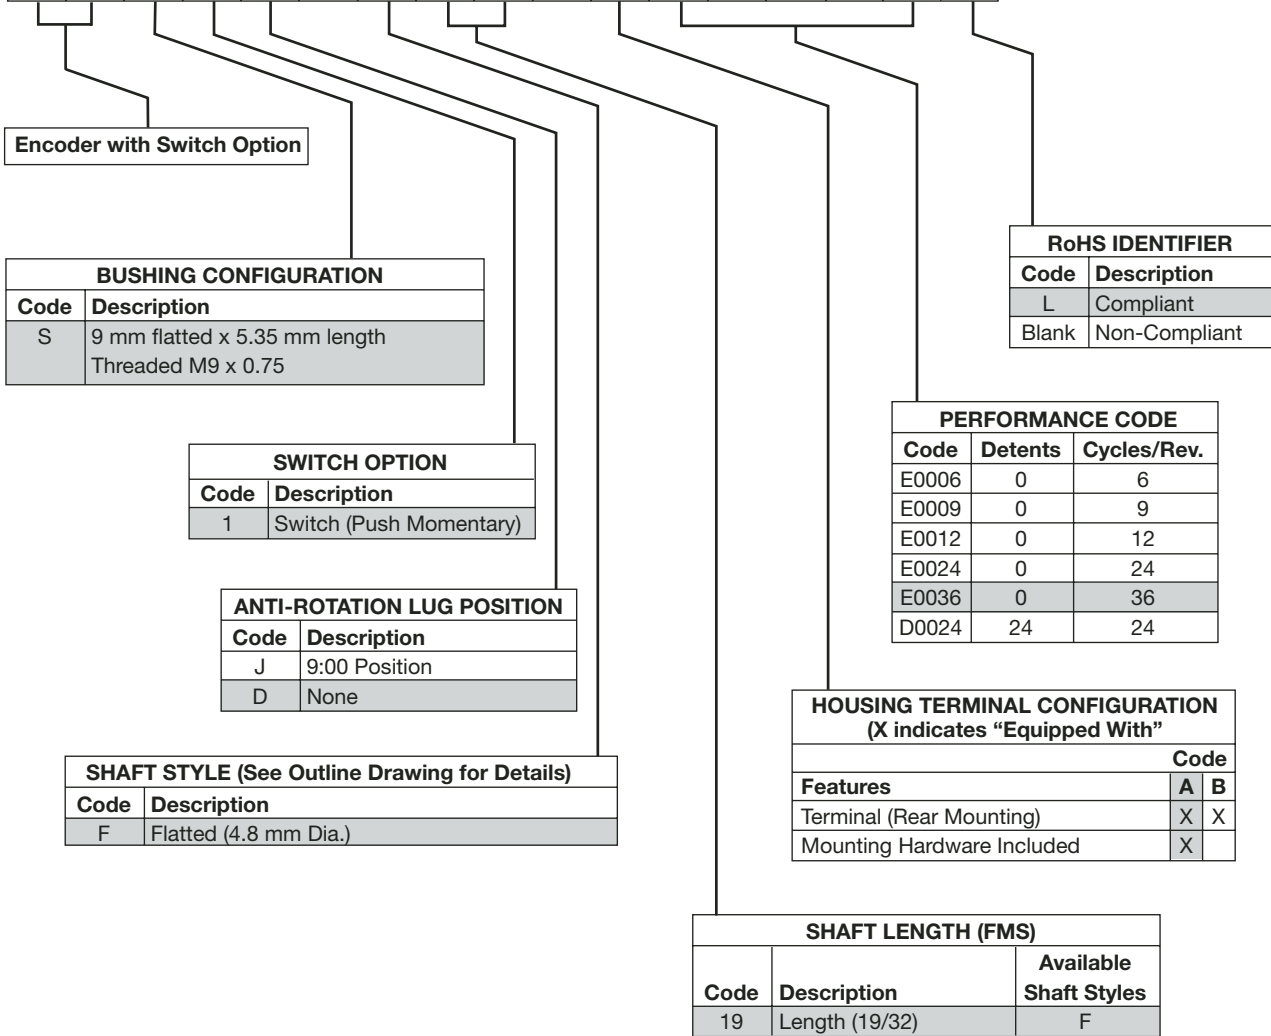 Encoder with Switch Option
BUSHING CONFIGURATION
Code Description
S 9 mm flatted x 5.35 mm length
Threaded M9 x 0.75
RoHS IDENTIFIER
Code Description
L Compliant
Blank Non-Compliant
SWITCH OPTION
Code Description
1 Switch (Push Momentary)
PERFORMANCE CODE
Code Detents Cycles/Rev.
E0006 0 6
E0009 0 9
E0012 0 12
E0024 0 24
E0036 0 36
D0024 24 24
ANTI-ROTATION LUG POSITION
Code Description
J 9:00 Position
D None
HOUSING TERMINAL CONFIGURATION
(X indicates “Equipped With”
Code
Features A B
Terminal (Rear Mounting) X X
Mounting Hardware Included X
SHAFT STYLE (See Outline Drawing for Details)
Code Description
F Flatted (4.8 mm Dia.)
SHAFT LENGTH (FMS)
Available
Code Description Shaft Styles
19 Length (19/32) F